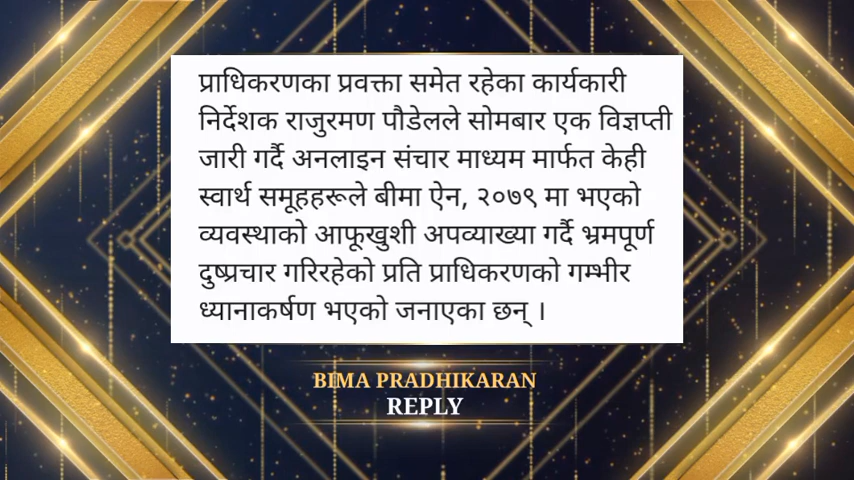 प्राधिकरणका प्रवक्ता समेत रहेका कार्यकारी
निर्देशक राजुरमण पौडेलले सोमबार एक विज्ञप्ती
जारी गर्दै अनलाइन संचार माध्यम मार्फत केही
स्वार्थ समूहहरूले बीमा ऐन, २०७९ मा भएको
व्यवस्थाको आफूखुशी अपव्याख्या गर्दै भ्रमपूर्ण
दुष्प्रचार गरिरहेको प्रति प्राधिकरणको गम्भीर
ध्यानाकर्षण भएको जनाएका छन् ।
BIMA PRADHIKARAN
REPLY